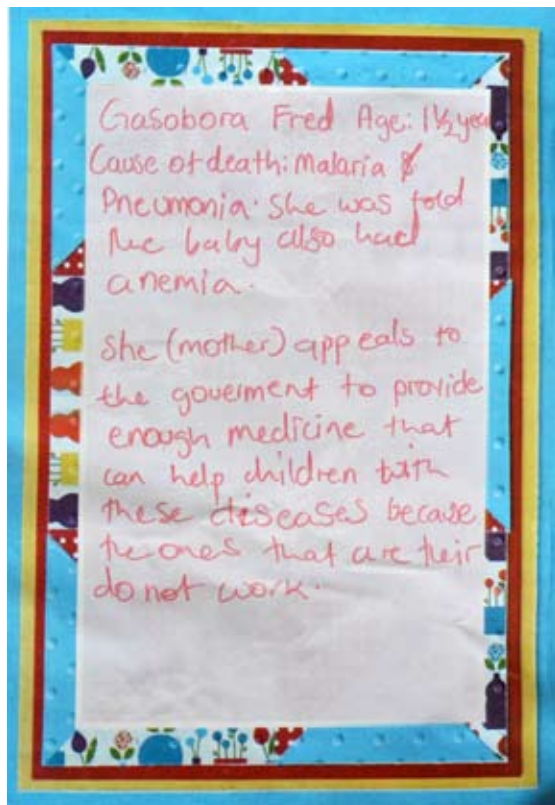 Gasobora Fred Age: 1½ year
Cause of death: Malaria &
Pneumonia. She was told
the baby also had
anemia.
She (mother) appeals to
the goverment to provide
enough medicine that
can help children with
these diseases because
the ones that are their
do not work.